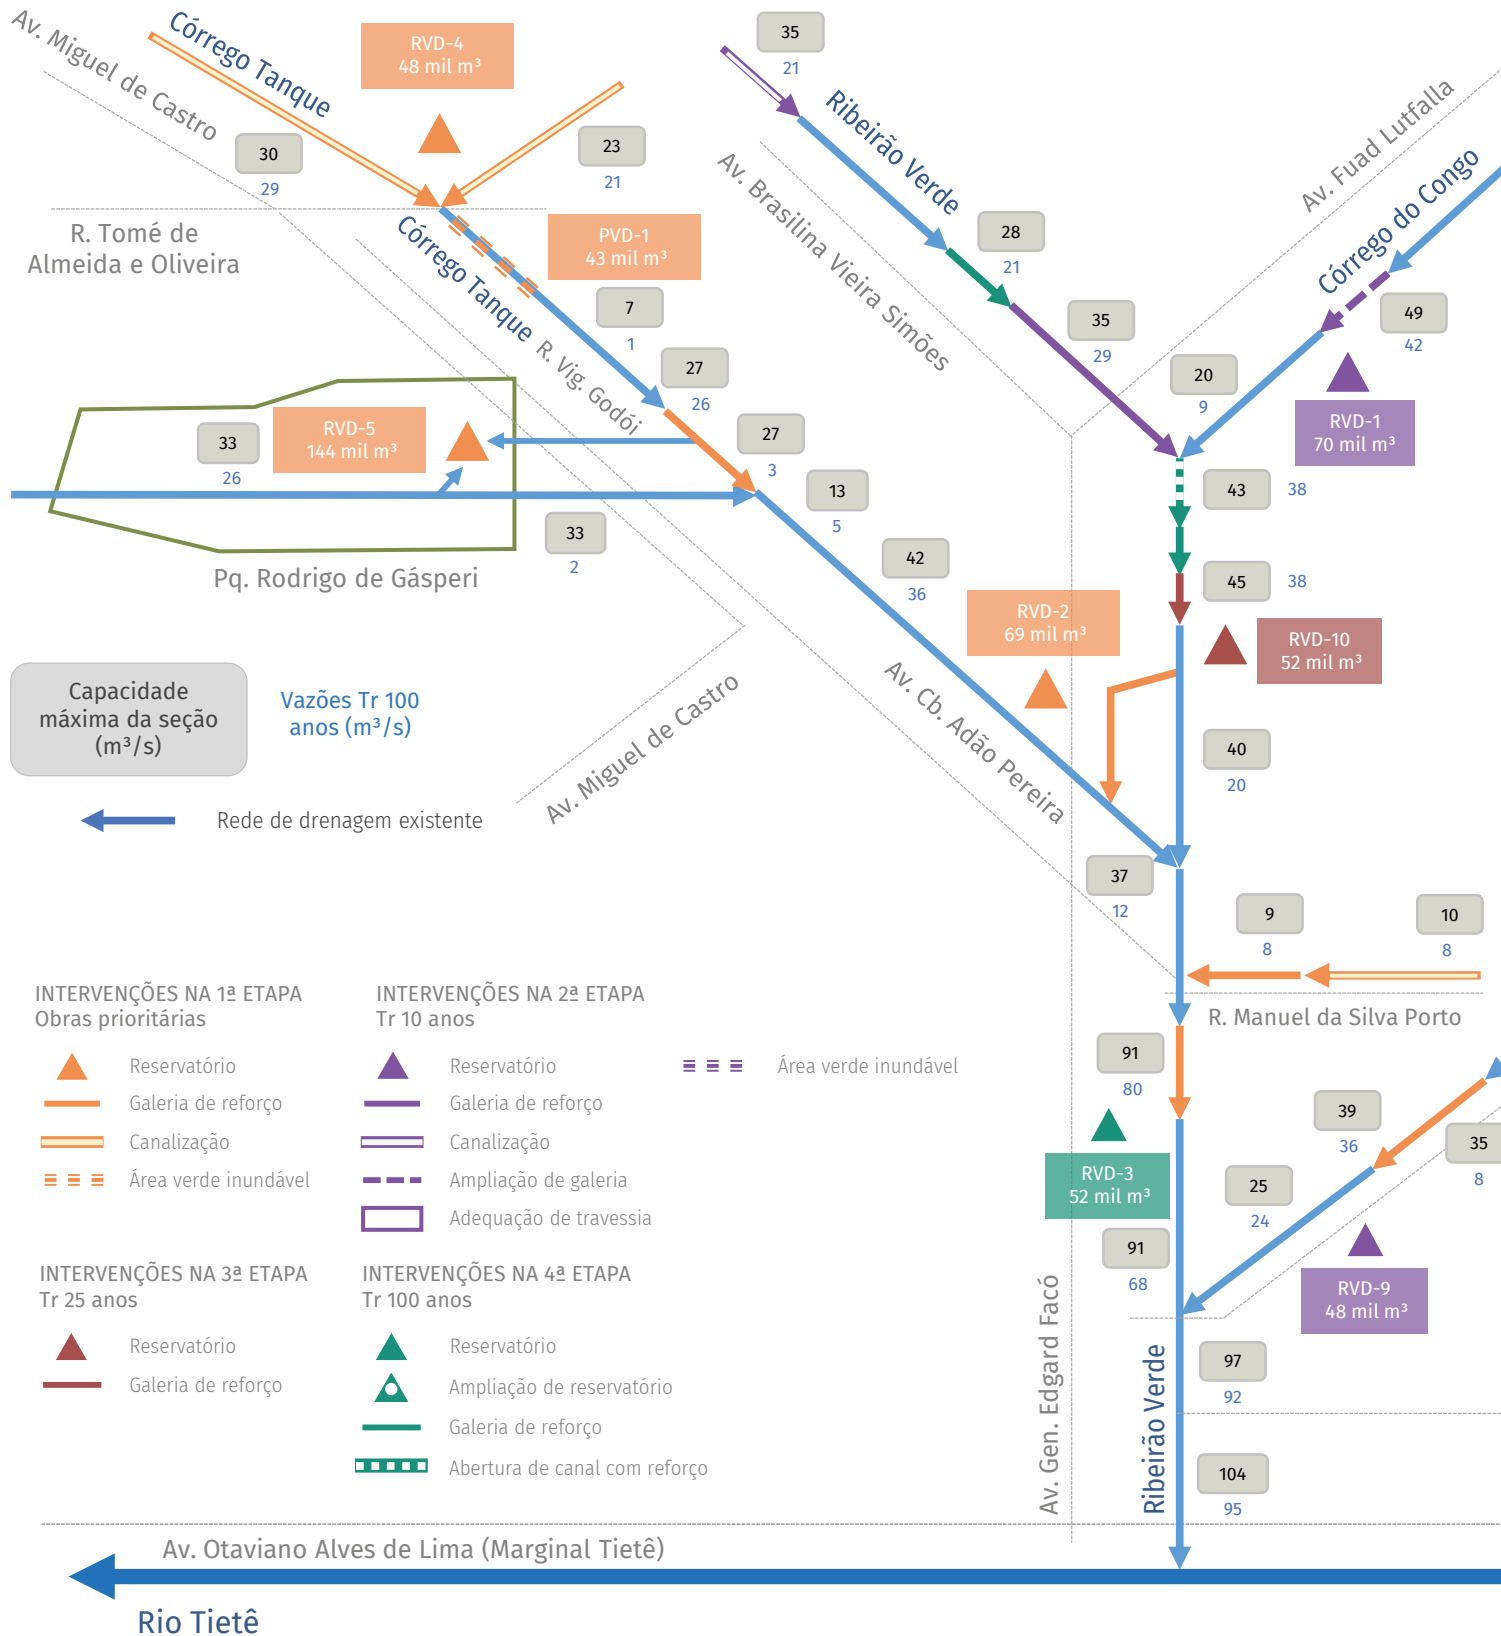 Av. Miguel de Castro
Córrego Tanque
RVD-4
48 mil m³
35
21
30
29
23
21
Ribeirão Verde
Av. Brasilina Vieira Simões
Av. Fuad Lutfalla
Córrego do Congo
R. Tomé de
Almeida e Oliveira
Córrego Tanque
PVD-1
43 mil m³
28
21
7
1
35
29
49
42
R. Vig. Godói
27
26
20
9
RVD-1
70 mil m³
RVD-5
144 mil m³
33
26
27
3
13
5
43
38
33
2
42
36
45
38
Pq. Rodrigo de Gásperi
RVD-2
69 mil m³
RVD-10
52 mil m³
Capacidade
máxima da seção
(m³/s)
Vazões Tr 100
anos (m³/s)
Av. Miguel de Castro
Av. Cb. Adão Pereira
40
20
Rede de drenagem existente
37
12
9
8
10
8
R. Manuel da Silva Porto
INTERVENÇÕES NA 1ª ETAPA
Obras prioritárias
Reservatório
Galeria de reforço
Canalização
Área verde inundável
INTERVENÇÕES NA 2ª ETAPA
Tr 10 anos
Reservatório
Galeria de reforço
Canalização
Ampliação de galeria
Adequação de travessia
Área verde inundável
91
80
39
36
35
8
RVD-3
52 mil m³
25
24
91
68
RVD-9
48 mil m³
INTERVENÇÕES NA 3ª ETAPA
Tr 25 anos
Reservatório
Galeria de reforço
INTERVENÇÕES NA 4ª ETAPA
Tr 100 anos
Reservatório
Ampliação de reservatório
Galeria de reforço
Abertura de canal com reforço
Av. Gen. Edgard Facó
Ribeirão Verde
97
92
104
95
Av. Otaviano Alves de Lima (Marginal Tietê)
Rio Tietê